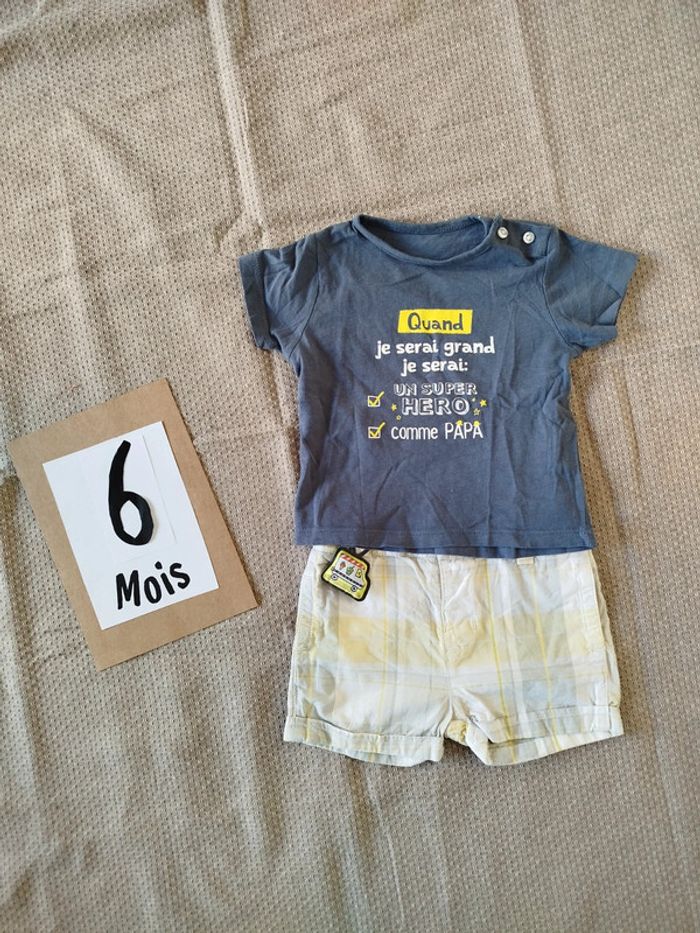 Quand
je serai grand
je serai:
UN SUPER
HERO
comme PAPA
6
Mois